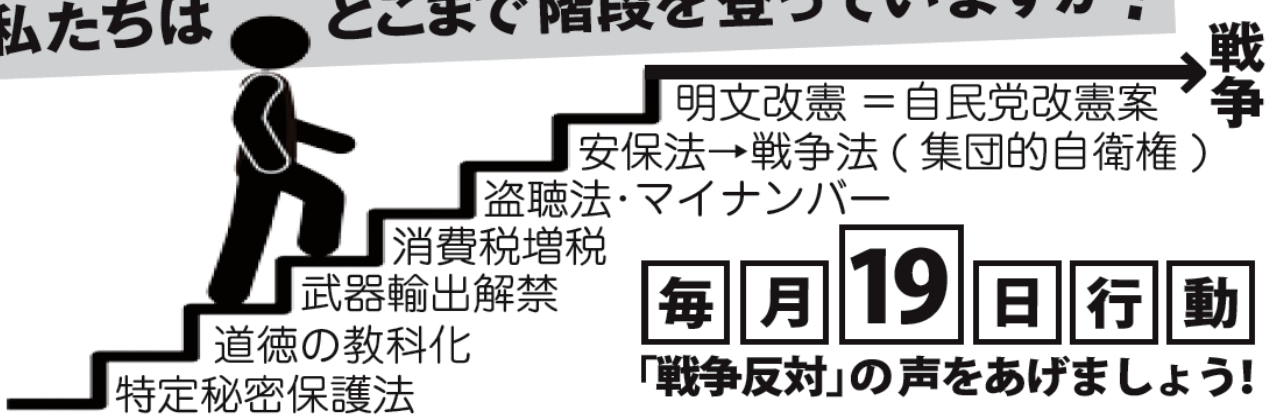 私たちは どこまで階段を登っていますか?
戦争
明文改憲 =自民党改憲案
安保法→戦争法(集団的自衛権)
盗聴法・マイナンバー
消費税増税
武器輸出解禁
道徳の教科化
特定秘密保護法
毎月19日行動
「戦争反対」の声をあげましょう!